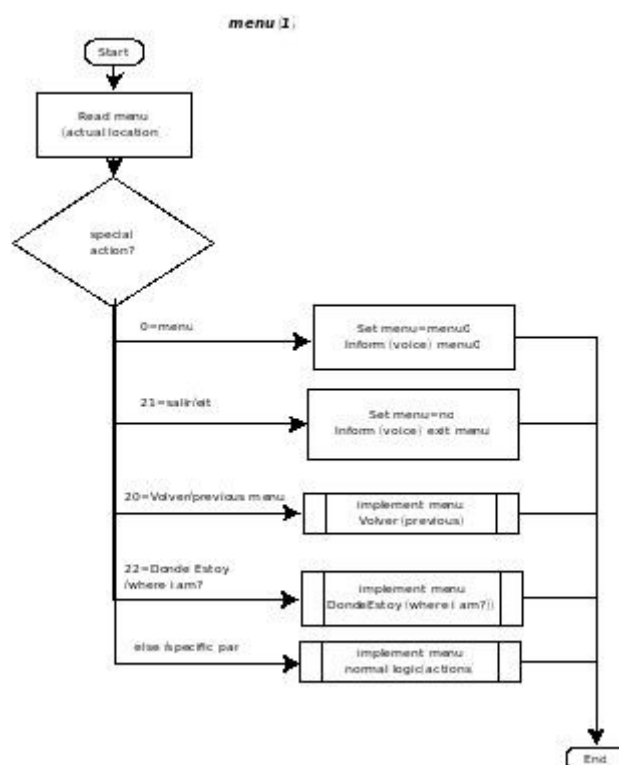 menu (1)
Start
Read menu
(actual location)
special
action?
0=menu
Set menu=menu0
Inform (voice) menu0
21=salir/eit
Set menu=no
Inform (voice) exit menu
20=Volver/previous menu
implement menu
Volver (previous)
22=Donde Estoy
/where i am?
implement menu
DondeEstoy (where i am?))
else /specific par
implement menu
normal logic/actions
End